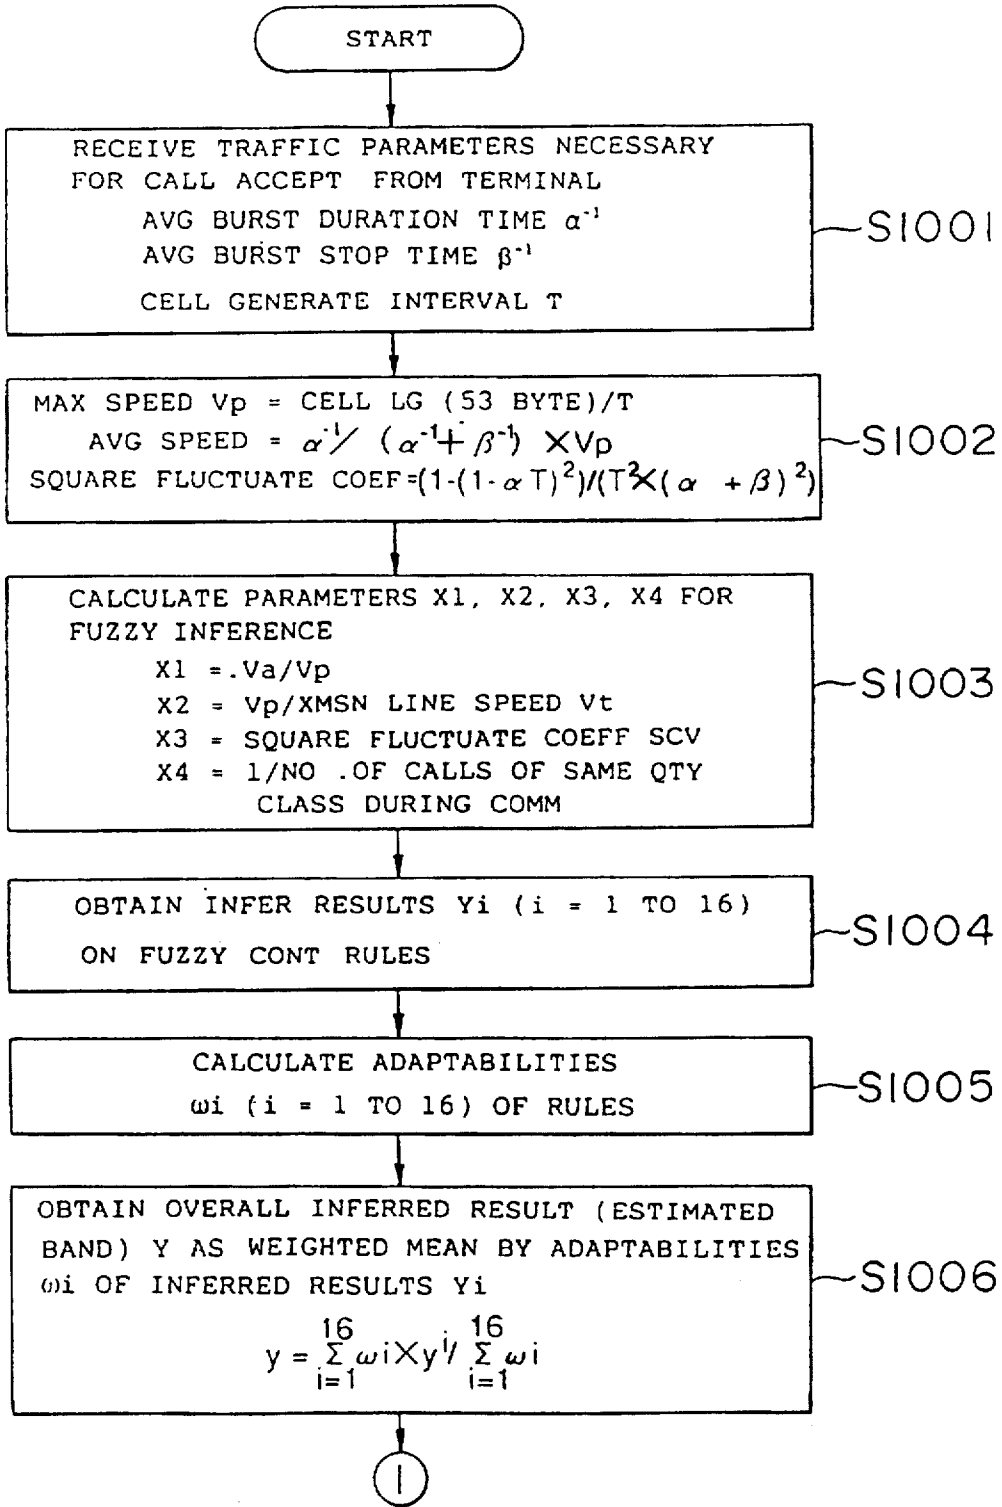 START
RECEIVE TRAFFIC PARAMETERS NECESSARY
FOR CALL ACCEPT FROM TERMINAL
AVG BURST DURATION TIME α⁻¹
AVG BURST STOP TIME β⁻¹
CELL GENERATE INTERVAL T
S1001
MAX SPEED Vp = CELL LG (53 BYTE)/T
AVG SPEED = α⁻¹/ (α⁻¹+ β⁻¹) ×Vp
SQUARE FLUCTUATE COEF=(1-(1-αT)²)/(T²×(α +β)²)
S1002
CALCULATE PARAMETERS X1, X2, X3, X4 FOR
FUZZY INFERENCE
X1 =.Va/Vp
X2 = Vp/XMSN LINE SPEED Vt
X3 = SQUARE FLUCTUATE COEFF SCV
X4 = 1/NO .OF CALLS OF SAME QTY
CLASS DURING COMM
S1003
OBTAIN INFER RESULTS Yi (i = 1 TO 16)
ON FUZZY CONT RULES
S1004
CALCULATE ADAPTABILITIES
ωi (i = 1 TO 16) OF RULES
S1005
OBTAIN OVERALL INFERRED RESULT (ESTIMATED
BAND) Y AS WEIGHTED MEAN BY ADAPTABILITIES
ωi OF INFERRED RESULTS Yi
16 16
y = Σ ωi×yⁱ/ Σ ωi
i=1 i=1
S1006
1